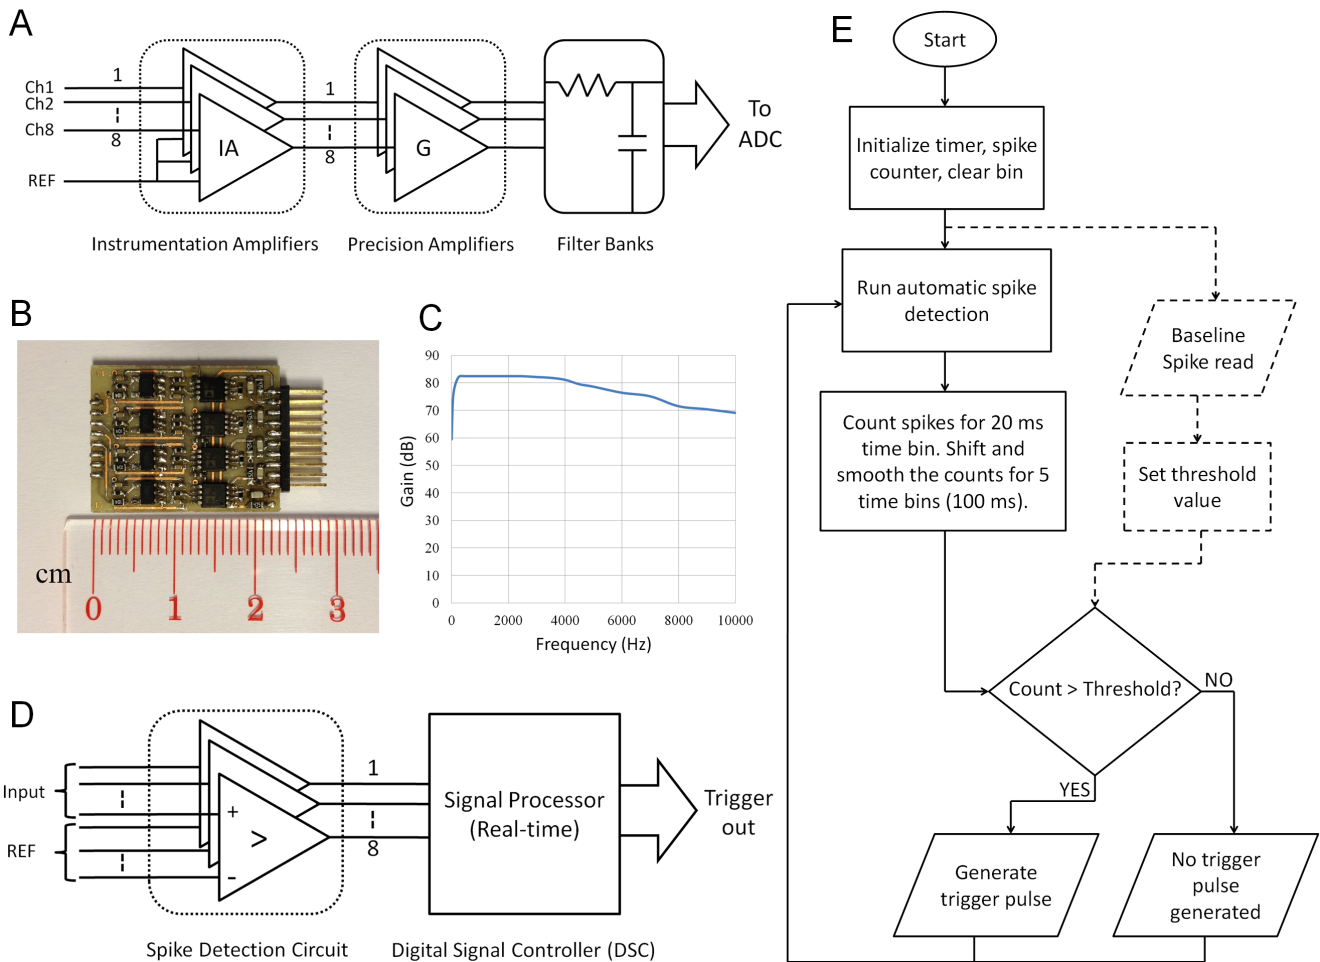 A
Ch1
Ch2
Ch8
REF
1
8
IA
1
8
G
To
ADC
Instrumentation Amplifiers
Precision Amplifiers
Filter Banks
B
cm
0 1 2 3
C
90
80
70
60
50
40
30
20
10
0
Gain (dB)
0 2000 4000 6000 8000 10000
Frequency (Hz)
D
Input
REF
+
>
-
1
8
Signal Processor
(Real-time)
Trigger
out
Spike Detection Circuit
Digital Signal Controller (DSC)
E
Start
Initialize timer, spike
counter, clear bin
Run automatic spike
detection
Baseline
Spike read
Count spikes for 20 ms
time bin. Shift and
smooth the counts for 5
time bins (100 ms).
Set threshold
value
Count > Threshold?
NO
YES
Generate
trigger pulse
No trigger
pulse
generated